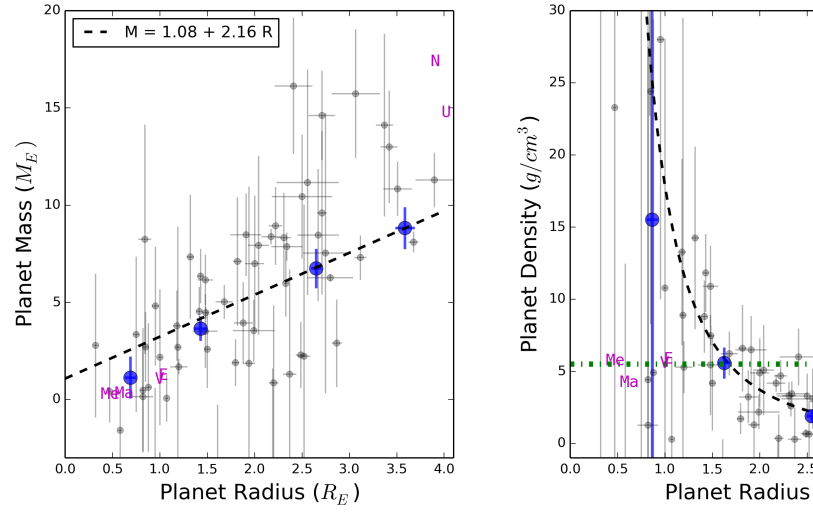 M = 1.08 + 2.16 R
Planet Mass (M_E)
20
15
10
5
0
N
U
Me
Ma
V
E
0.0 0.5 1.0 1.5 2.0 2.5 3.0 3.5 4.0
Planet Radius (R_E)
Planet Density (g/cm^3)
30
25
20
15
10
5
0
Me
Ma
V
E
0.0 0.5 1.0 1.5 2.0 2.5
Planet Radius